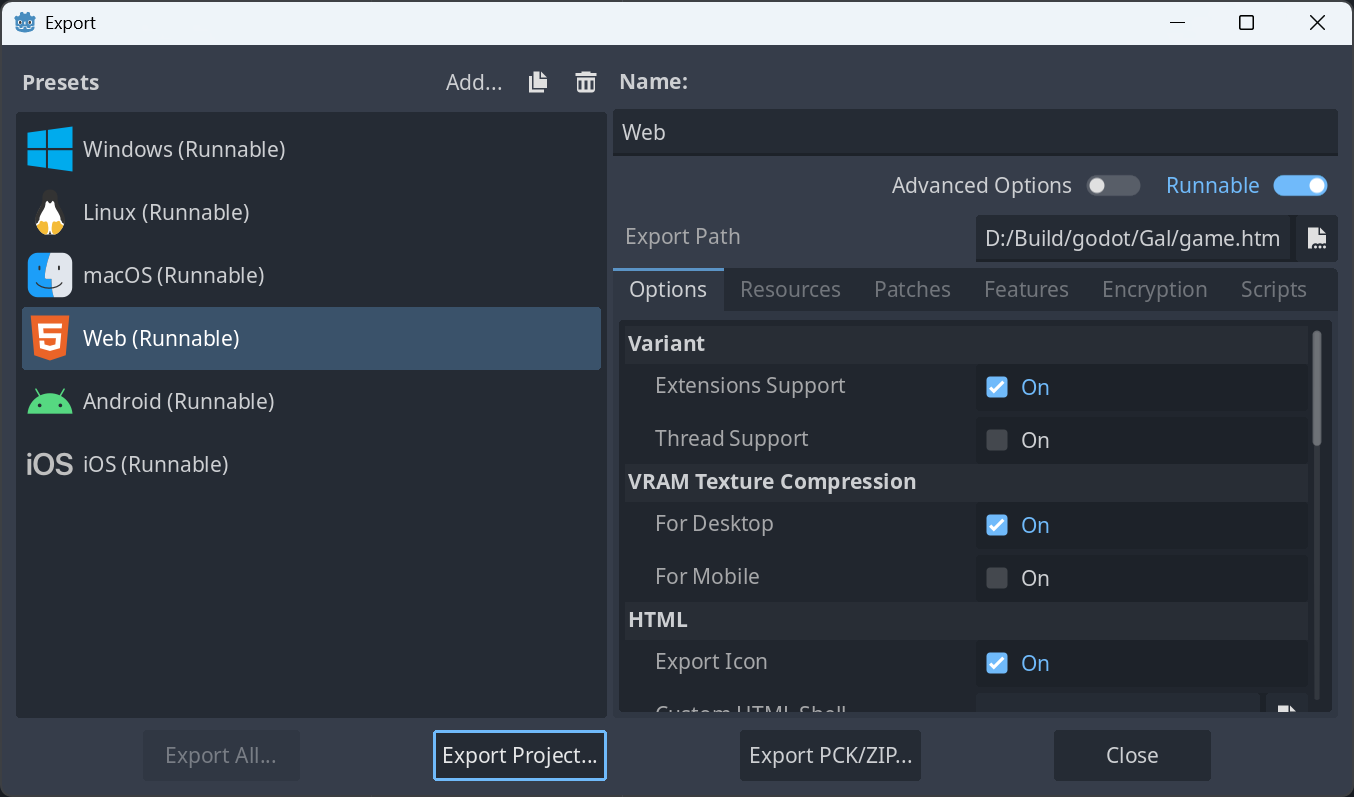 Export
Presets
Add...
Name:
Windows (Runnable)
Linux (Runnable)
macOS (Runnable)
Web (Runnable)
Android (Runnable)
iOS iOS (Runnable)
Web
Advanced Options
Runnable
Export Path
D:/Build/godot/Gal/game.htm
Options Resources Patches Features Encryption Scripts
Variant
Extensions Support On
Thread Support On
VRAM Texture Compression
For Desktop On
For Mobile On
HTML
Export Icon On
Custom HTML Shell
Export All... Export Project... Export PCK/ZIP... Close